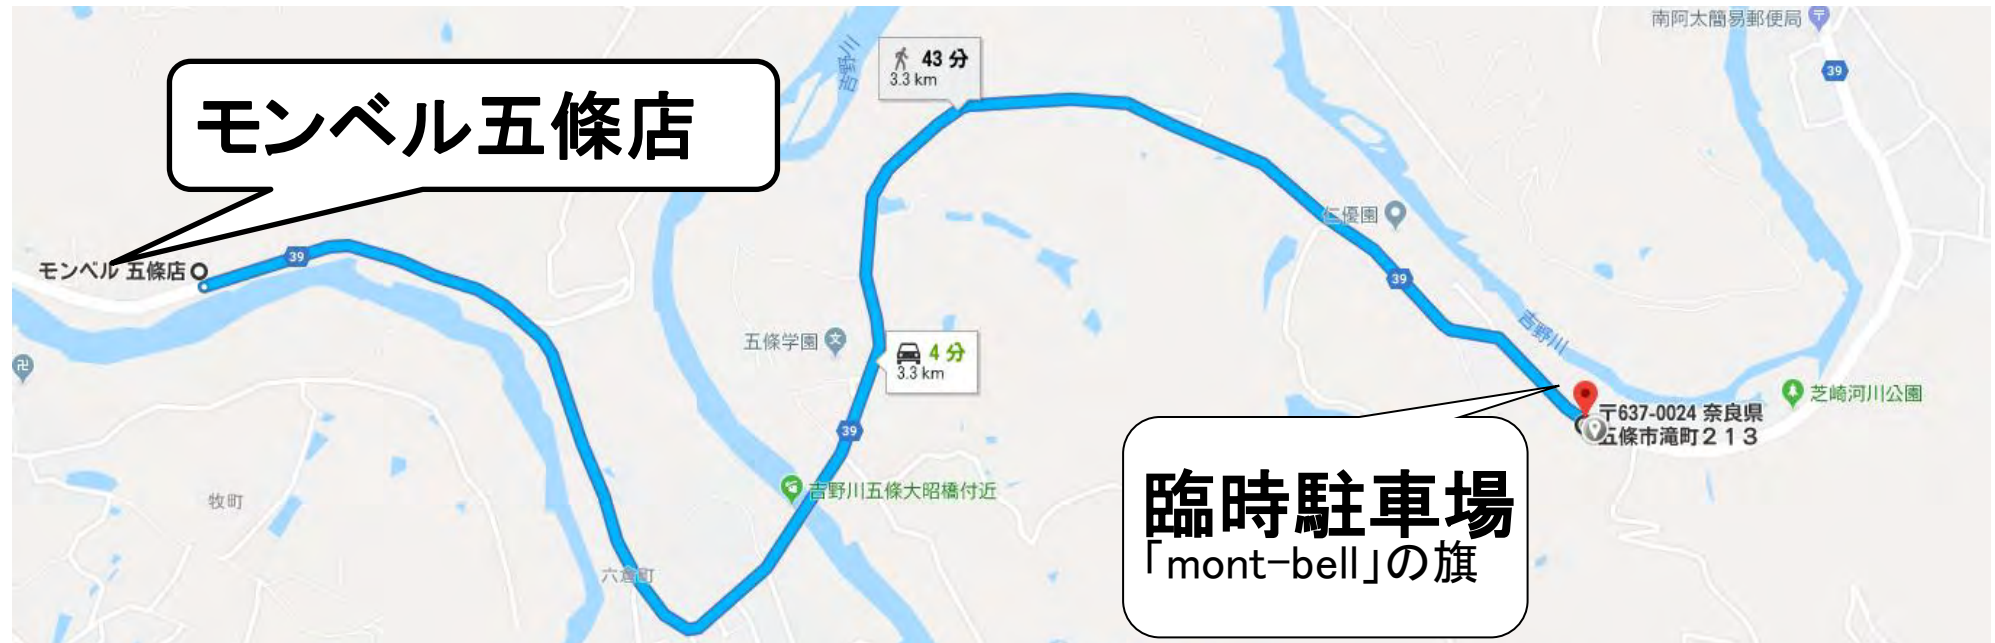 南阿太簡易郵便局
39
吉野川
43 分
3.3 km
モンベル五條店
仁優園
モンベル 五條店
39
39
吉野川
五條学園
文
4 分
3.3 km
卍
〒637-0024 奈良県
五條市滝町213
芝崎河川公園
39
臨時駐車場
「mont-bell」の旗
吉野川五條大昭橋付近
牧町
六倉町